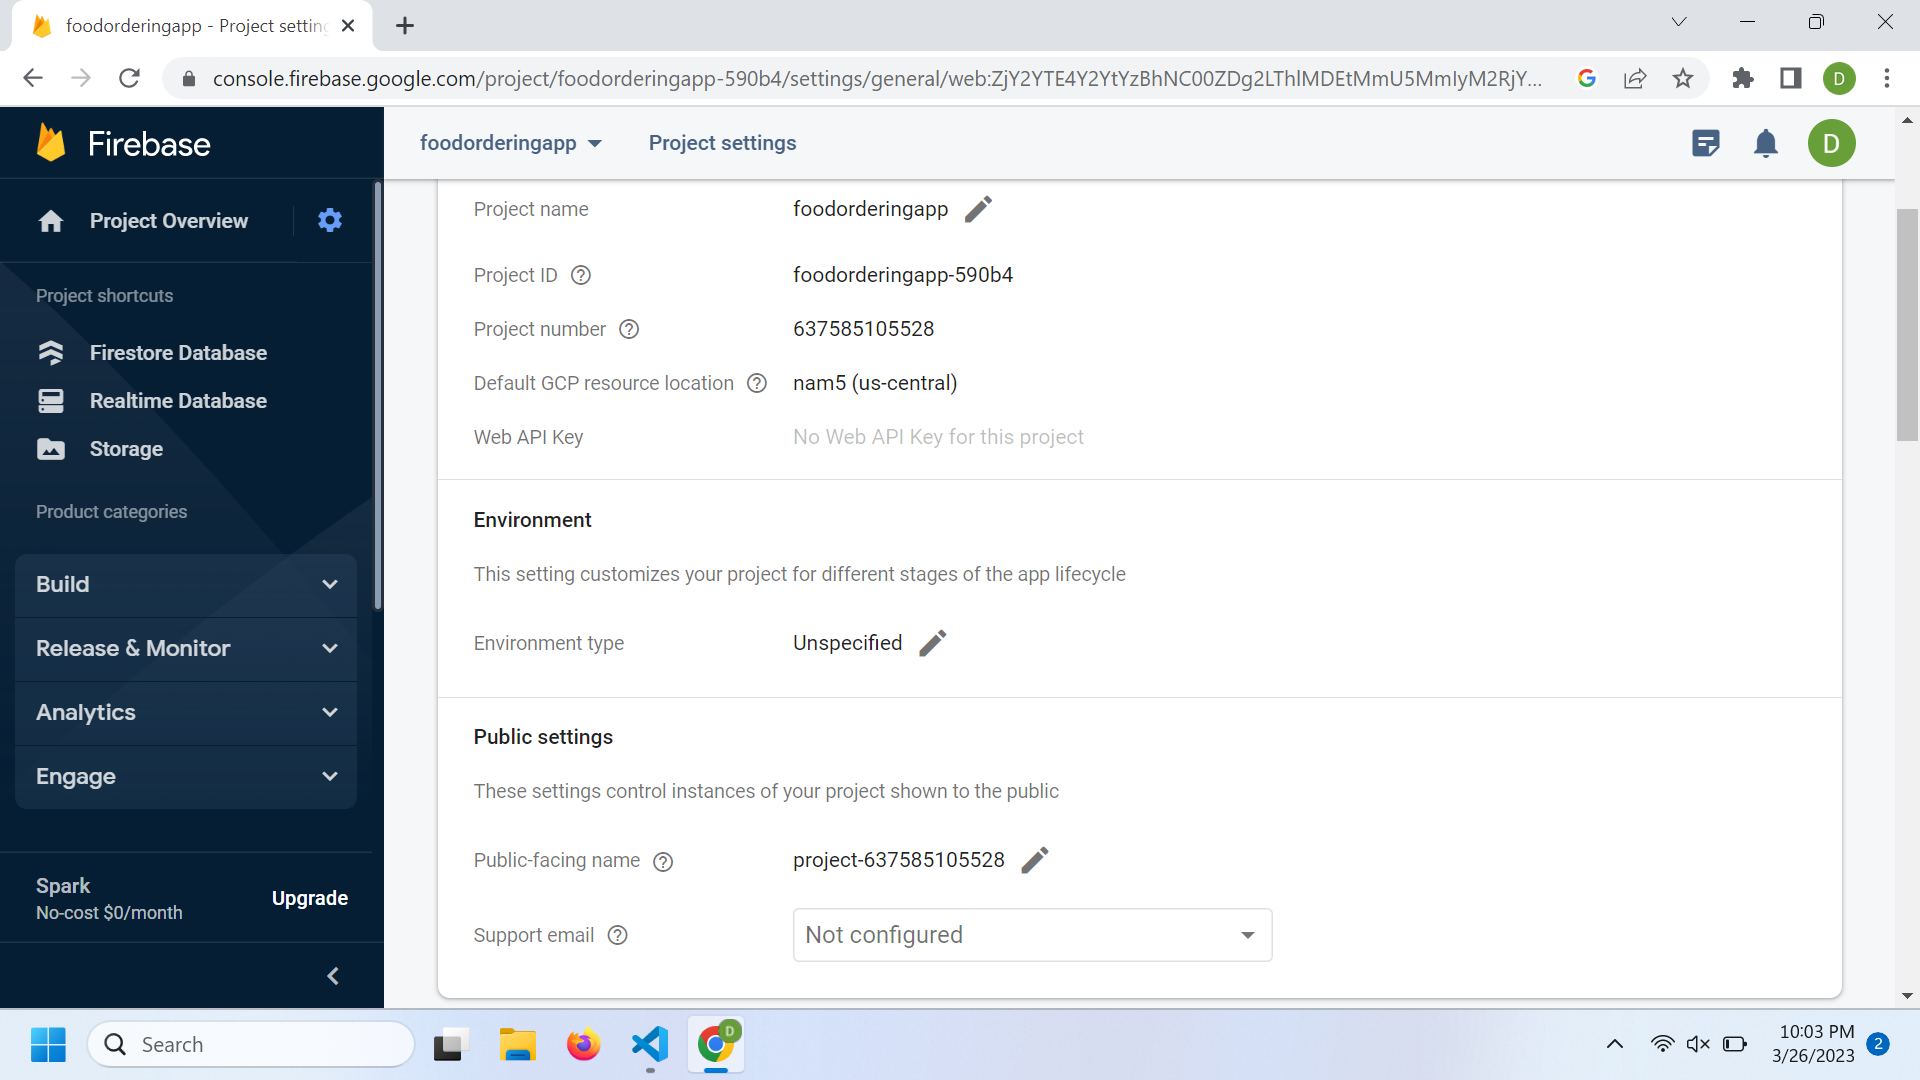 foodorderingapp - Project settin
console.firebase.google.com/project/foodorderingapp-590b4/settings/general/web:ZjY2YTE4Y2YtYzBhNC00ZDg2LThlMDEtMmU5MmIyM2RjY...
D
Firebase
foodorderingapp
Project settings
D
Project Overview
Project shortcuts
Firestore Database
Realtime Database
Storage
Product categories
Build
Release & Monitor
Analytics
Engage
Spark
No-cost $0/month
Upgrade
Project name
foodorderingapp
Project ID
foodorderingapp-590b4
Project number
637585105528
Default GCP resource location
nam5 (us-central)
Web API Key
No Web API Key for this project
Environment
This setting customizes your project for different stages of the app lifecycle
Environment type
Unspecified
Public settings
These settings control instances of your project shown to the public
Public-facing name
project-637585105528
Support email
Not configured
Search
D
10:03 PM
3/26/2023
2